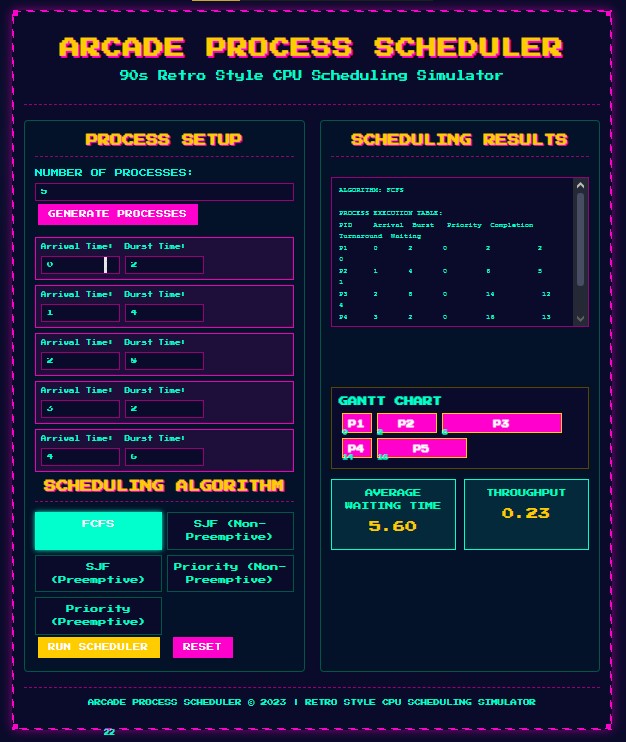 ARCADE PROCESS SCHEDULER
90s Retro Style CPU Scheduling Simulator
PROCESS SETUP
NUMBER OF PROCESSES:
5
GENERATE PROCESSES
Arrival Time: Burst Time:
0 2
Arrival Time: Burst Time:
1 4
Arrival Time: Burst Time:
2 8
Arrival Time: Burst Time:
3 2
Arrival Time: Burst Time:
4 6
SCHEDULING ALGORITHM
FCFS
SJF (Non-
Preemptive)
SJF
(Preemptive)
Priority (Non-
Preemptive)
Priority
(Preemptive)
RUN SCHEDULER
RESET
SCHEDULING RESULTS
ALGORITHM: FCFS
PROCESS EXECUTION TABLE:
PID Arrival Burst Priority Completion
Turnaround Waiting
P1 0 2 0 2 2
0
P2 1 4 0 6 5
1
P3 2 8 0 14 12
4
P4 3 2 0 16 13
GANTT CHART
P1 P2 P3
0 2 6
P4 P5
14 16
AVERAGE
WAITING TIME
5.60
THROUGHPUT
0.23
ARCADE PROCESS SCHEDULER © 2023 | RETRO STYLE CPU SCHEDULING SIMULATOR
22